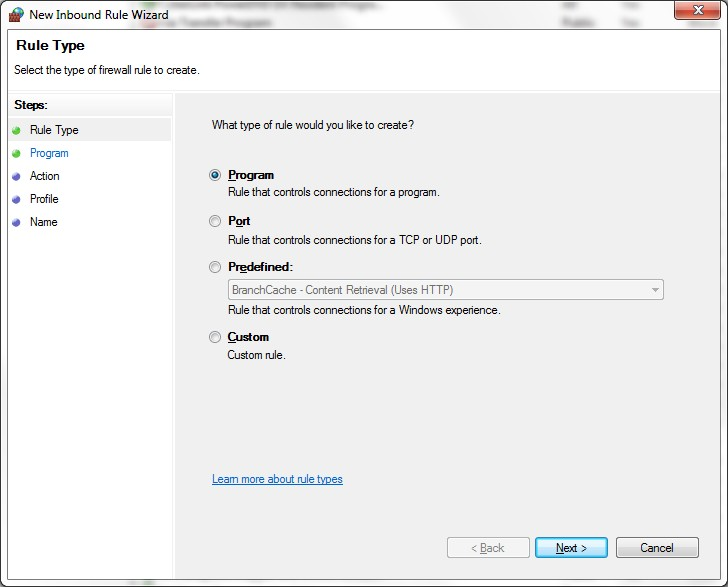 New Inbound Rule Wizard
Rule Type
Select the type of firewall rule to create.
Steps:
Rule Type
Program
Action
Profile
Name
What type of rule would you like to create?
Program
Rule that controls connections for a program.
Port
Rule that controls connections for a TCP or UDP port.
Predefined:
BranchCache - Content Retrieval (Uses HTTP)
Rule that controls connections for a Windows experience.
Custom
Custom rule.
Learn more about rule types
< Back
Next >
Cancel